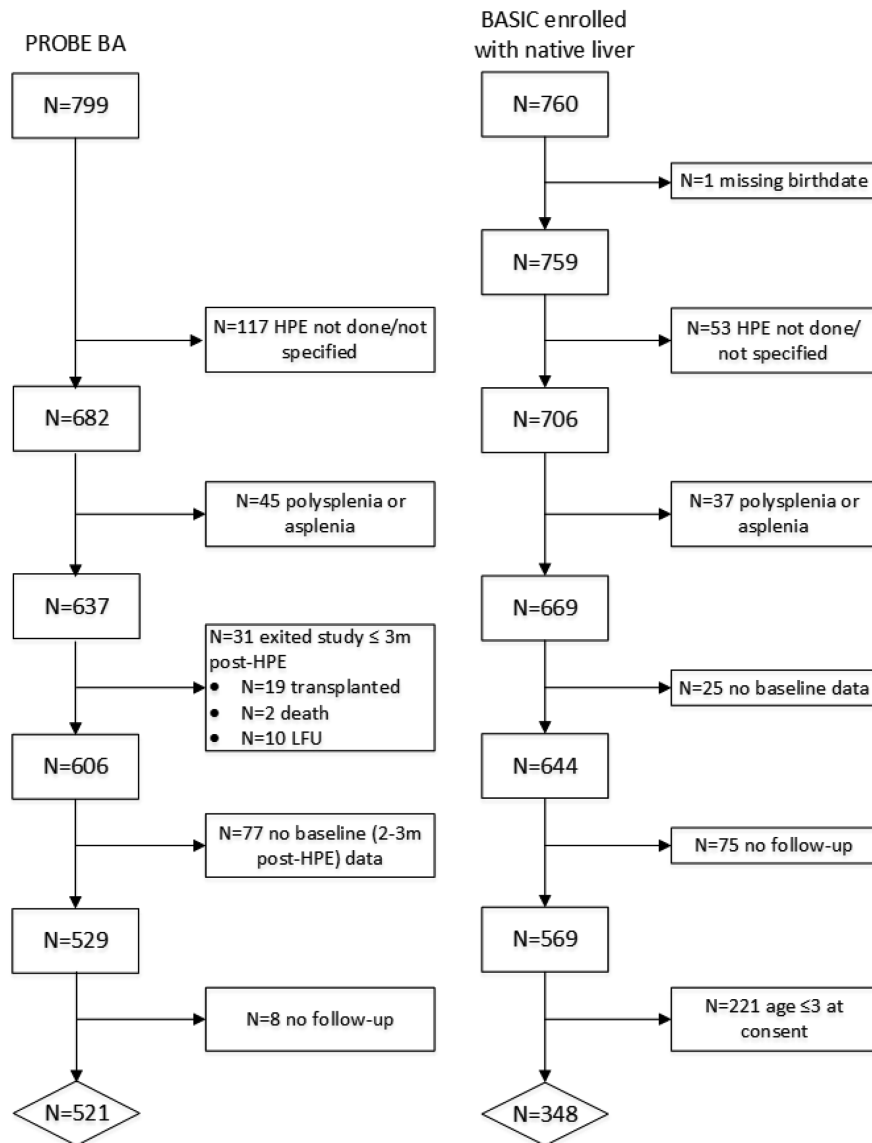 PROBE BA
N=799
N=117 HPE not done/not
specified
N=682
N=45 polysplenia or
asplenia
N=637
N=31 exited study ≤ 3m
post-HPE
● N=19 transplanted
● N=2 death
● N=10 LFU
N=606
N=77 no baseline (2-3m
post-HPE) data
N=529
N=8 no follow-up
N=521
BASIC enrolled
with native liver
N=760
N=1 missing birthdate
N=759
N=53 HPE not done/
not specified
N=706
N=37 polysplenia or
asplenia
N=669
N=25 no baseline data
N=644
N=75 no follow-up
N=569
N=221 age ≤3 at
consent
N=348